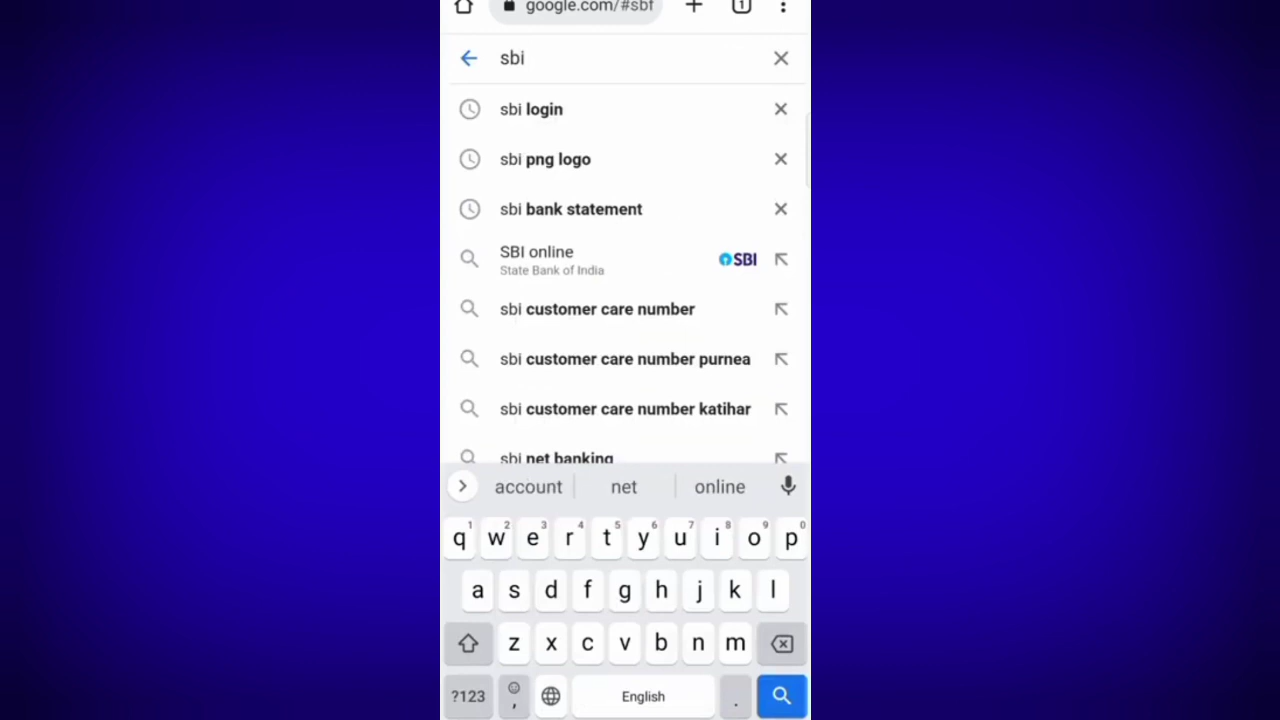 google.com/#sbf
1
sbi
sbi login
sbi png logo
sbi bank statement
SBI online
State Bank of India
SBI
sbi customer care number
sbi customer care number purnea
sbi customer care number katihar
sbi net banking
account net online
1 2 3 4 5 6 7 8 9 0
q w e r t y u i o p
a s d f g h j k l
z x c v b n m
?123 , English .